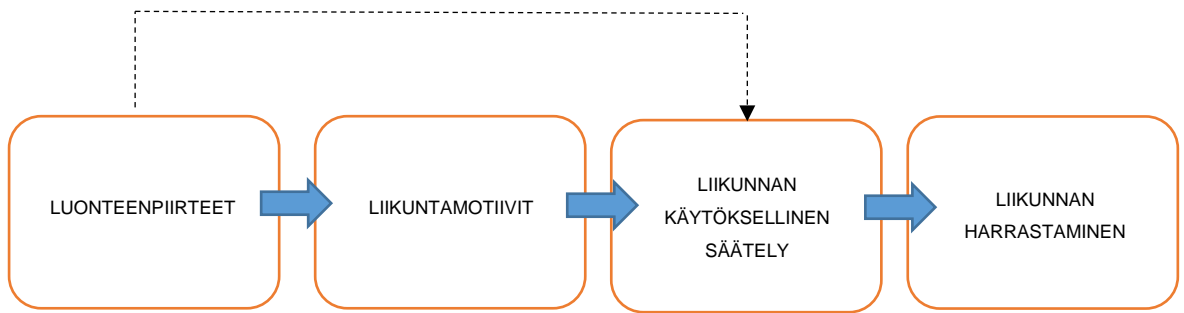 LUONTEENPIIRTEET
LIIKUNTAMOTIIVIT
LIIKUNNAN
KÄYTÖKSELLINEN
SÄÄTELY
LIIKUNNAN
HARRASTAMINEN